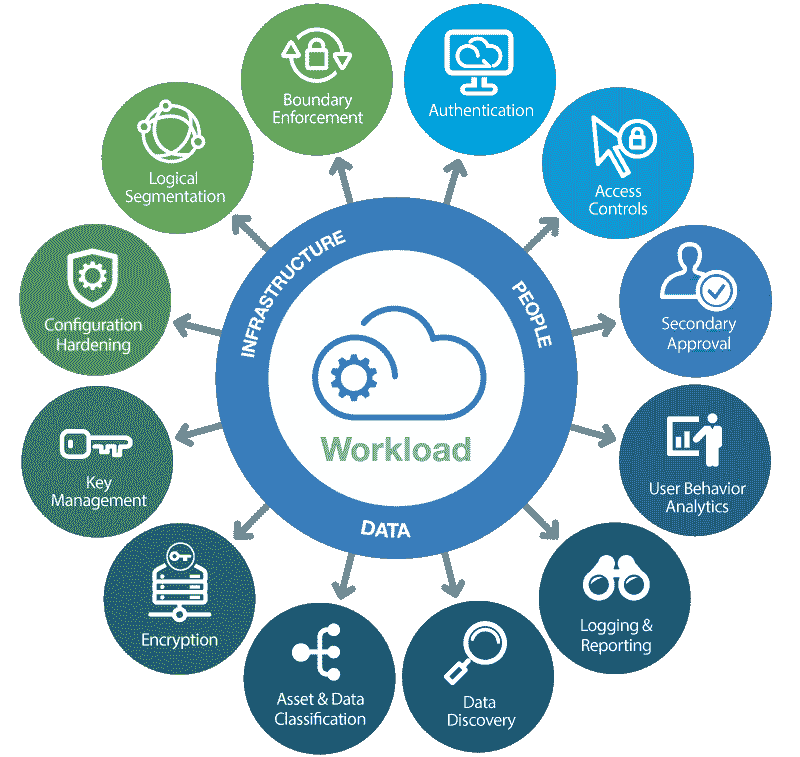 Boundary
Enforcement
Authentication
Access
Controls
Secondary
Approval
User Behavior
Analytics
Logging &
Reporting
Data
Discovery
Asset & Data
Classification
Encryption
Key
Management
Configuration
Hardening
Logical
Segmentation
INFRASTRUCTURE
PEOPLE
DATA
Workload